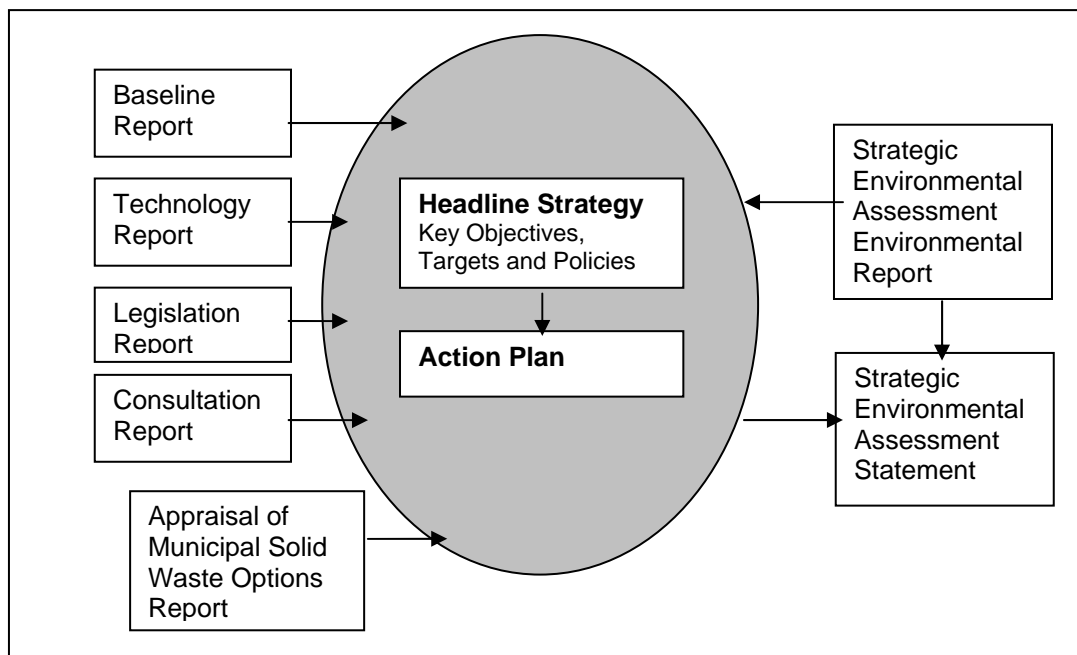 Baseline
Report
Technology
Report
Legislation
Report
Consultation
Report
Appraisal of
Municipal Solid
Waste Options
Report
Headline Strategy
Key Objectives,
Targets and Policies
Action Plan
Strategic
Environmental
Assessment
Environmental
Report
Strategic
Environmental
Assessment
Statement